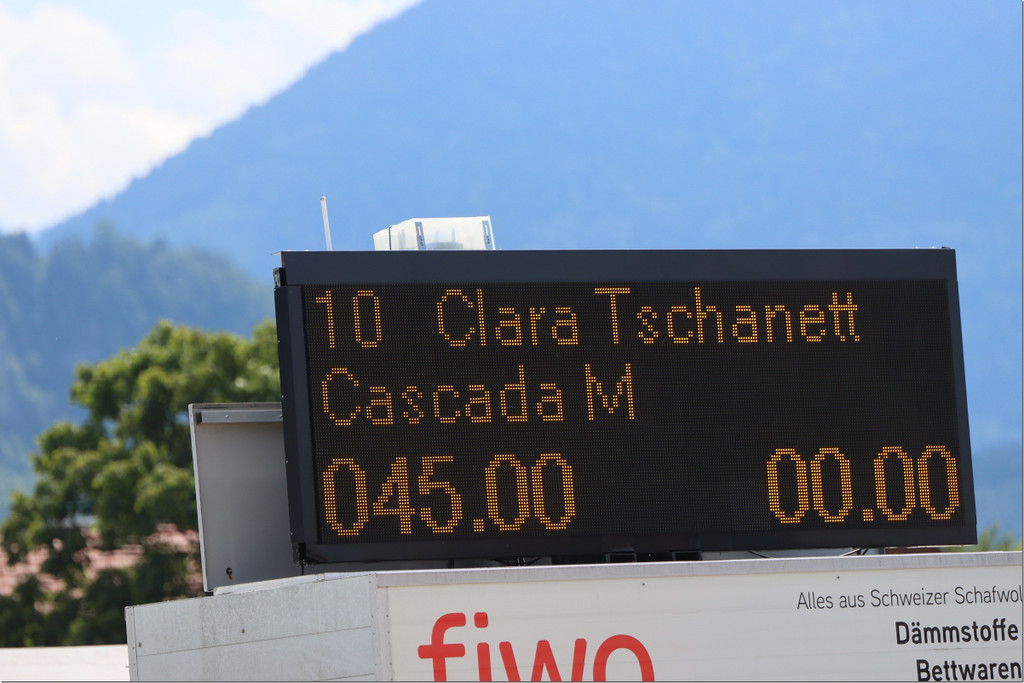 10 Clara Tschanett
Cascada M
045.00 00.00
fiwo
Alles aus Schweizer Schafwol
Dämmstoffe
Bettwaren